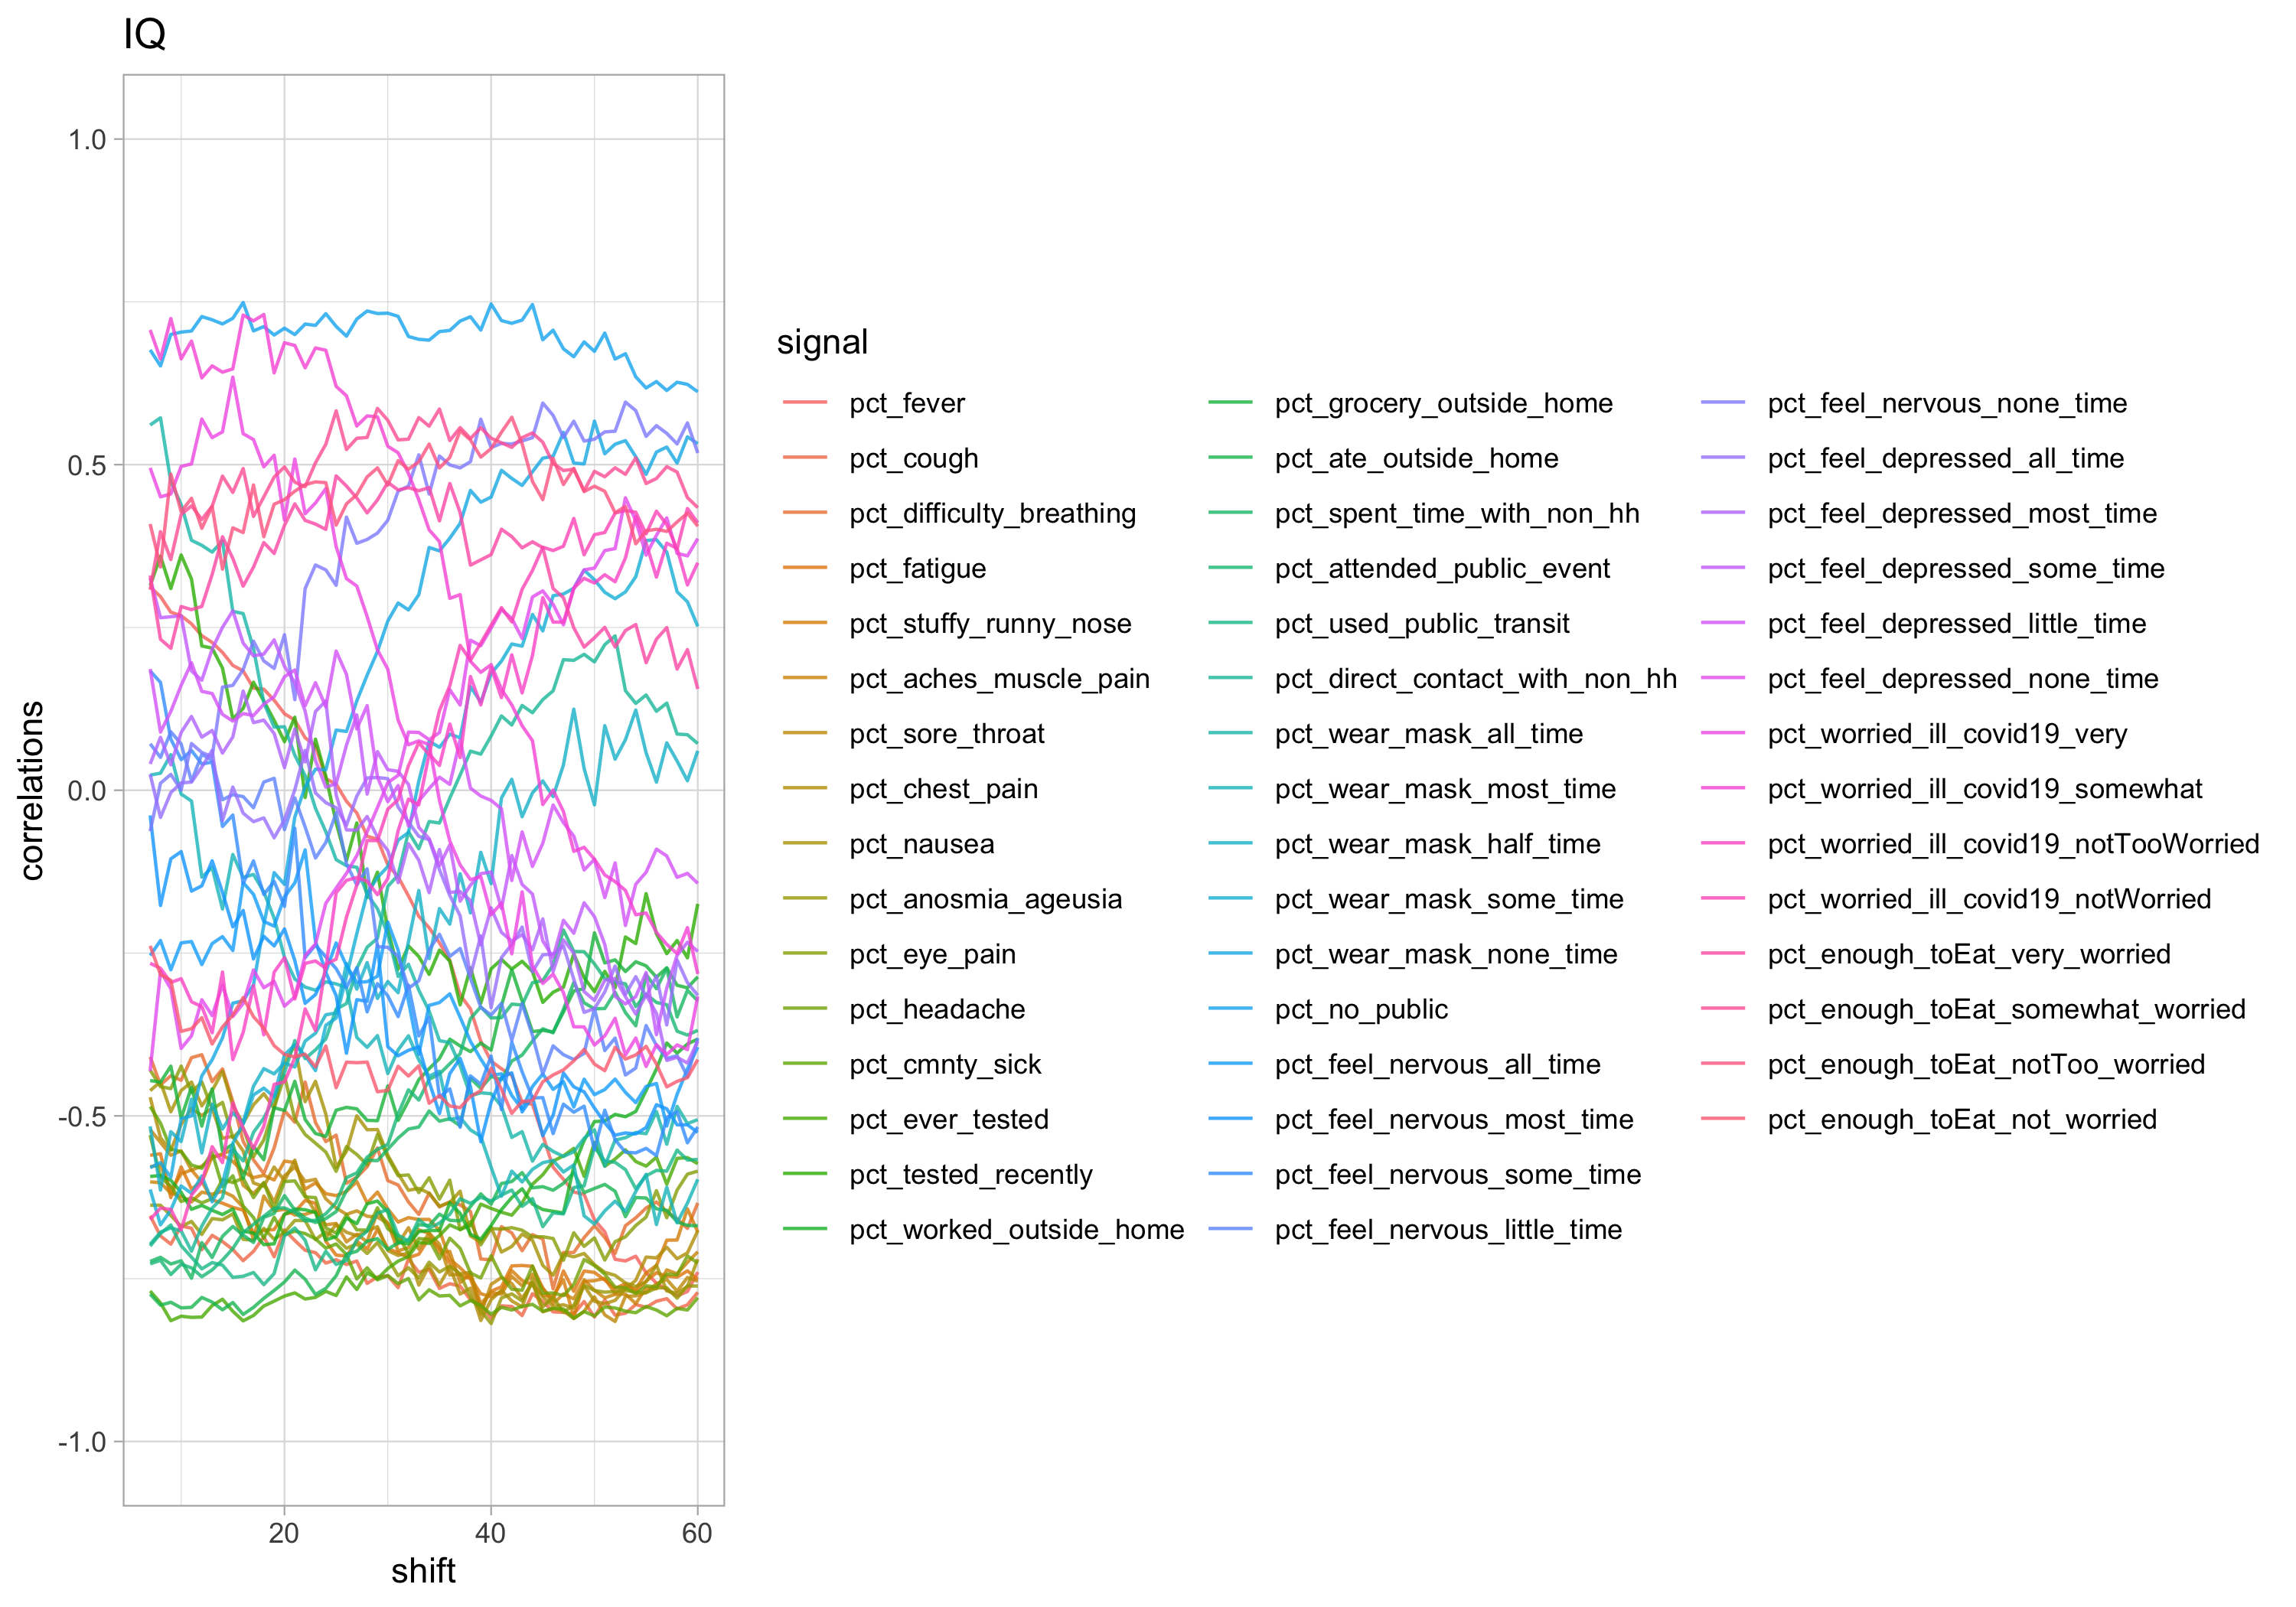 IQ
1.0
0.5
0.0
-0.5
-1.0
correlations
20
40
60
shift
signal
pct_fever
pct_cough
pct_difficulty_breathing
pct_fatigue
pct_stuffy_runny_nose
pct_aches_muscle_pain
pct_sore_throat
pct_chest_pain
pct_nausea
pct_anosmia_ageusia
pct_eye_pain
pct_headache
pct_cmnty_sick
pct_ever_tested
pct_tested_recently
pct_worked_outside_home
pct_grocery_outside_home
pct_ate_outside_home
pct_spent_time_with_non_hh
pct_attended_public_event
pct_used_public_transit
pct_direct_contact_with_non_hh
pct_wear_mask_all_time
pct_wear_mask_most_time
pct_wear_mask_half_time
pct_wear_mask_some_time
pct_wear_mask_none_time
pct_no_public
pct_feel_nervous_all_time
pct_feel_nervous_most_time
pct_feel_nervous_some_time
pct_feel_nervous_little_time
pct_feel_nervous_none_time
pct_feel_depressed_all_time
pct_feel_depressed_most_time
pct_feel_depressed_some_time
pct_feel_depressed_little_time
pct_feel_depressed_none_time
pct_worried_ill_covid19_very
pct_worried_ill_covid19_somewhat
pct_worried_ill_covid19_notTooWorried
pct_worried_ill_covid19_notWorried
pct_enough_toEat_very_worried
pct_enough_toEat_somewhat_worried
pct_enough_toEat_notToo_worried
pct_enough_toEat_not_worried